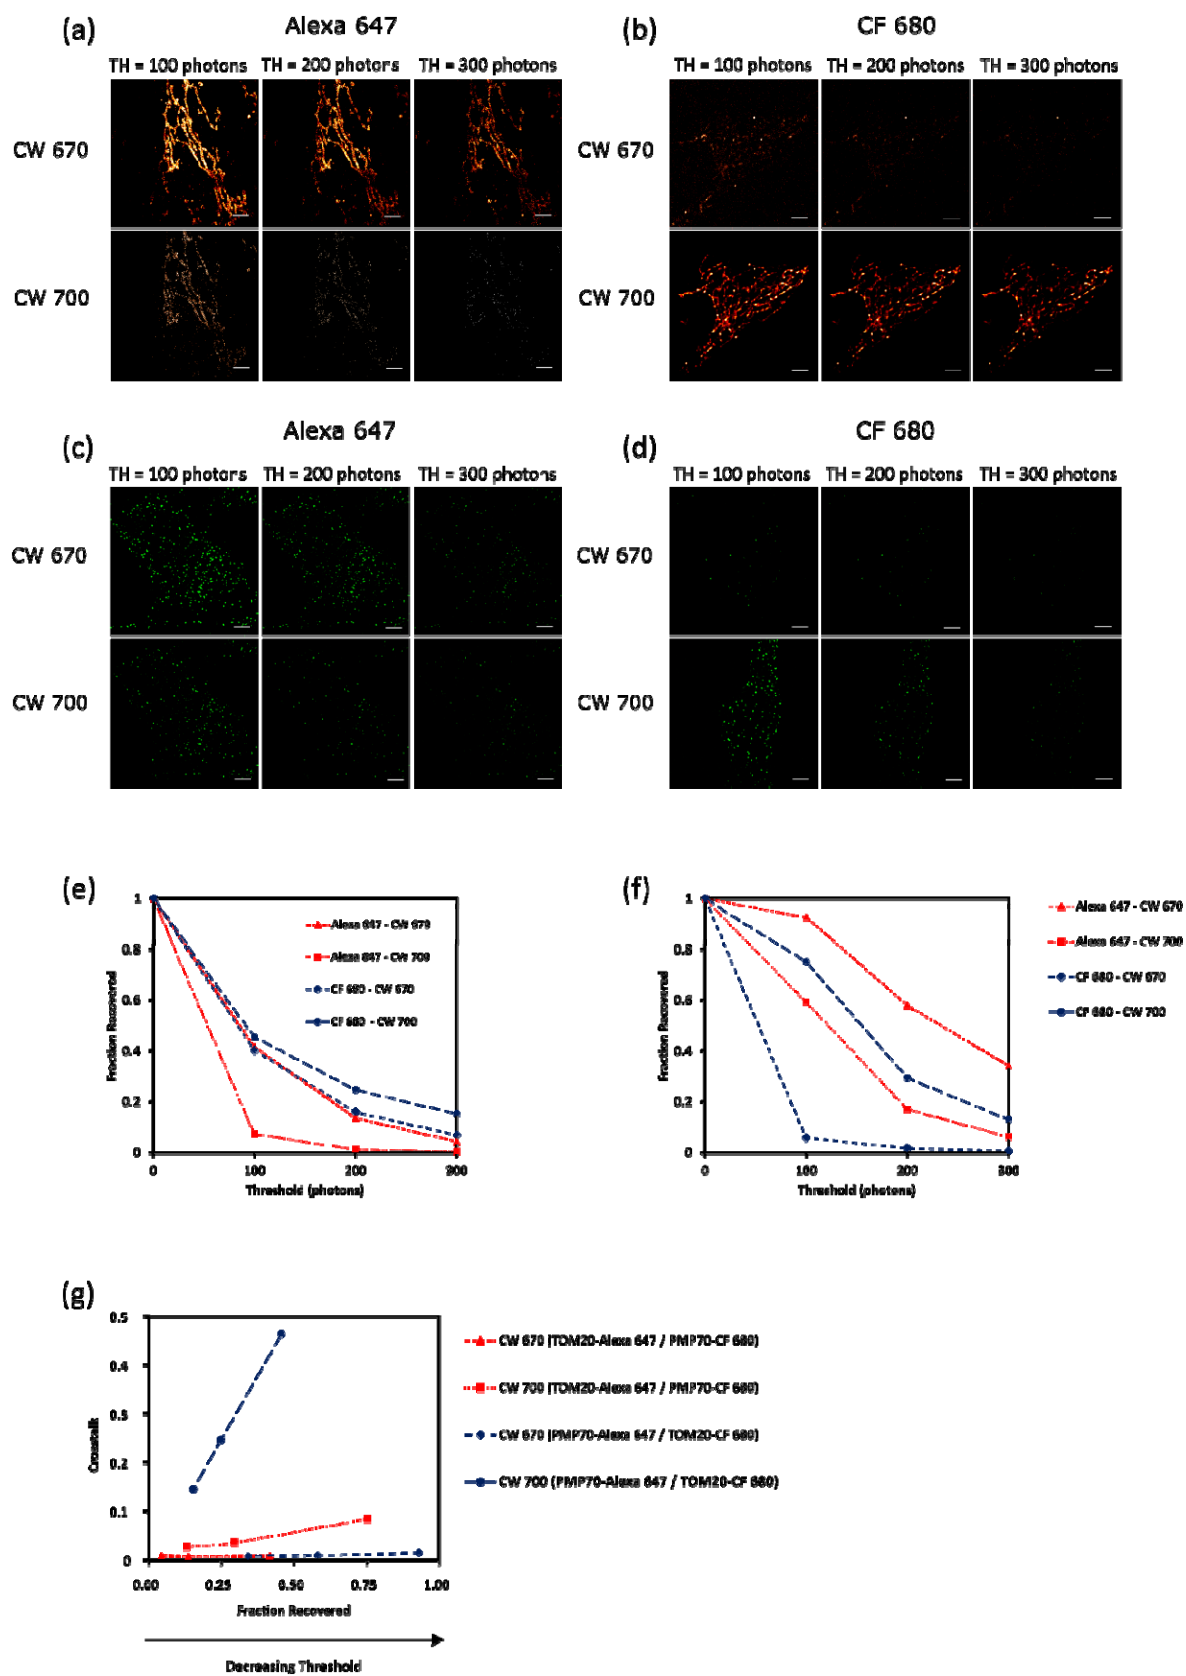 (a)
Alexa 647
TH = 100 photons TH = 200 photons TH = 300 photons
CW 670
CW 700
(b)
CF 680
TH = 100 photons TH = 200 photons TH = 300 photons
CW 670
CW 700
(c)
Alexa 647
TH = 100 photons TH = 200 photons TH = 300 photons
CW 670
CW 700
(d)
CF 680
TH = 100 photons TH = 200 photons TH = 300 photons
CW 670
CW 700
(e)
Fraction Recovered
1
0.8
0.6
0.4
0.2
0
0 100 200 300
Threshold (photons)
Alexa 647 - CW 670
Alexa 647 - CW 700
CF 680 - CW 670
CF 680 - CW 700
(f)
Fraction Recovered
1
0.8
0.6
0.4
0.2
0
0 100 200 300
Threshold (photons)
Alexa 647 - CW 670
Alexa 647 - CW 700
CF 680 - CW 670
CF 680 - CW 700
(g)
Crosstalk
0.5
0.4
0.3
0.2
0.1
0
0.00 0.25 0.50 0.75 1.00
Fraction Recovered
Decreasing Threshold
CW 670 (TOM20-Alexa 647 / PMP70-CF 680)
CW 700 (TOM20-Alexa 647 / PMP70-CF 680)
CW 670 (PMP70-Alexa 647 / TOM20-CF 680)
CW 700 (PMP70-Alexa 647 / TOM20-CF 680)